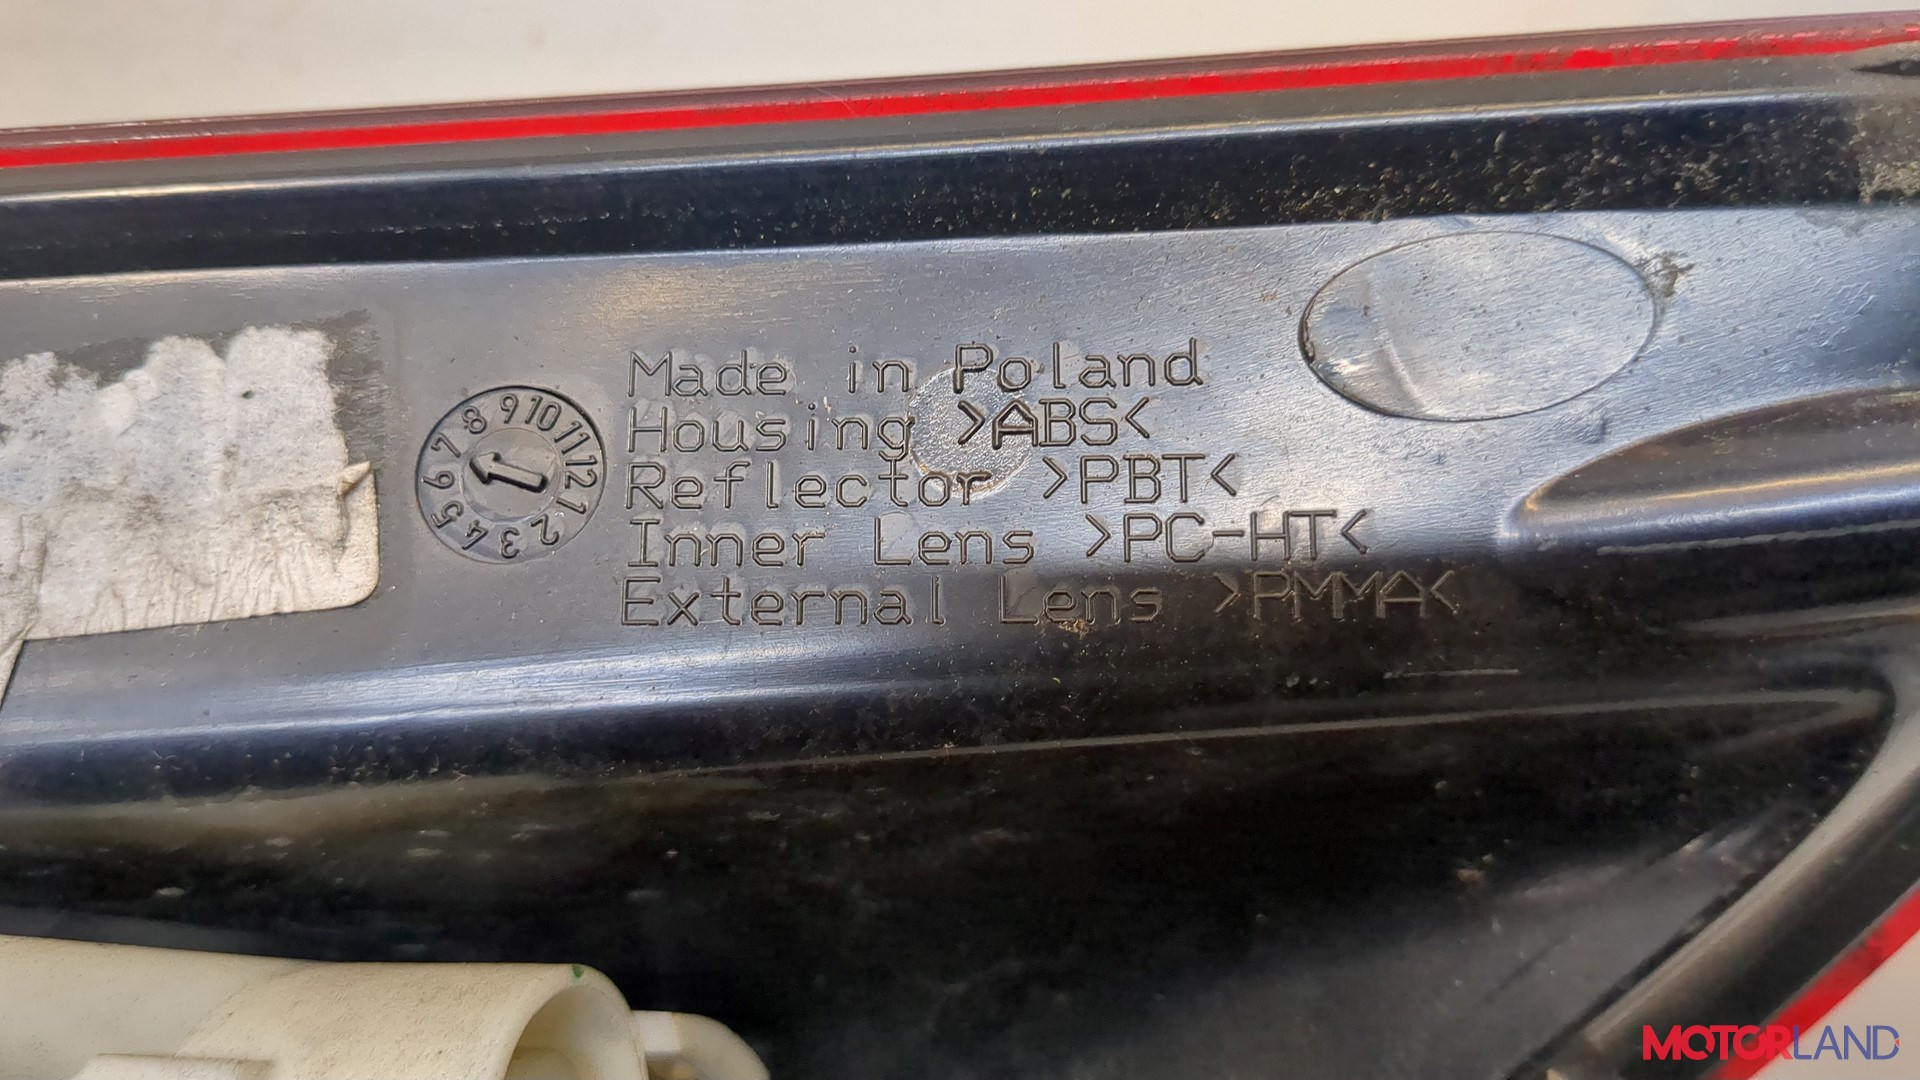 Made in Poland
Housing >ABS<
Reflector >PBT<
Inner Lens >PC-HT<
External Lens >PMMA<
1 2 3 4 5 6 7 8 9 10 11 12
MOTORLAND